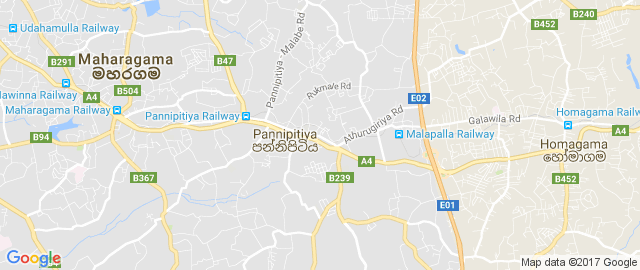 Udahamulla Railway
B452
B240
B291
Maharagama
මහරගම
B47
Pannipitiya - Malabe Rd
Rukmale Rd
awinna Railway
A4
B504
E02
Maharagama Railway
Pannipitiya Railway
Athurugiriya Rd
Galawila Rd
Homagama Railway
B94
Pannipitiya
පන්නිපිටිය
Malapalla Railway
Homagama
හෝමාගම
A4
A4
B367
B239
B452
E01
Google
Map data ©2017 Google